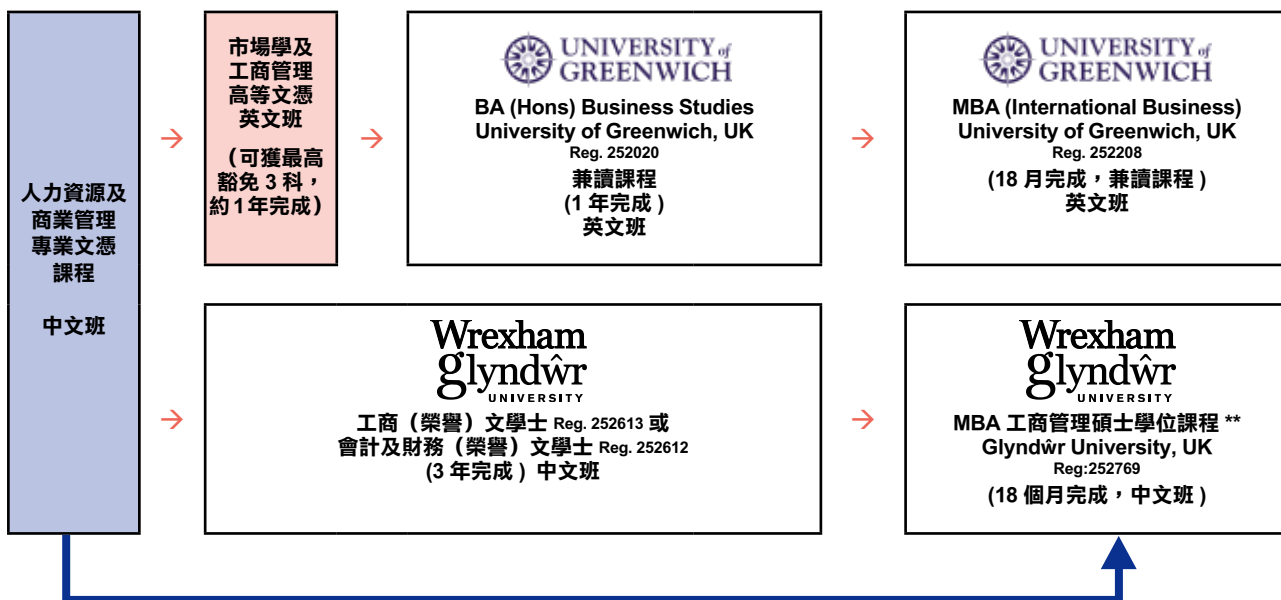 人力資源及
商業管理
專業文憑
課程
中文班
→
市場學及
工商管理
高等文憑
英文班
（可獲最高
豁免 3 科，
約 1 年完成）
→
UNIVERSITY of
GREENWICH
BA (Hons) Business Studies
University of Greenwich, UK
Reg. 252020
兼讀課程
(1 年完成 )
英文班
→
UNIVERSITY of
GREENWICH
MBA (International Business)
University of Greenwich, UK
Reg. 252208
(18 月完成，兼讀課程 )
英文班
→
Wrexham
glyndŵr
UNIVERSITY
工商（榮譽）文學士 Reg. 252613 或
會計及財務（榮譽）文學士 Reg. 252612
(3 年完成 ) 中文班
→
Wrexham
glyndŵr
UNIVERSITY
MBA 工商管理碩士學位課程 **
Glyndŵr University, UK
Reg:252769
(18 個月完成，中文班 )